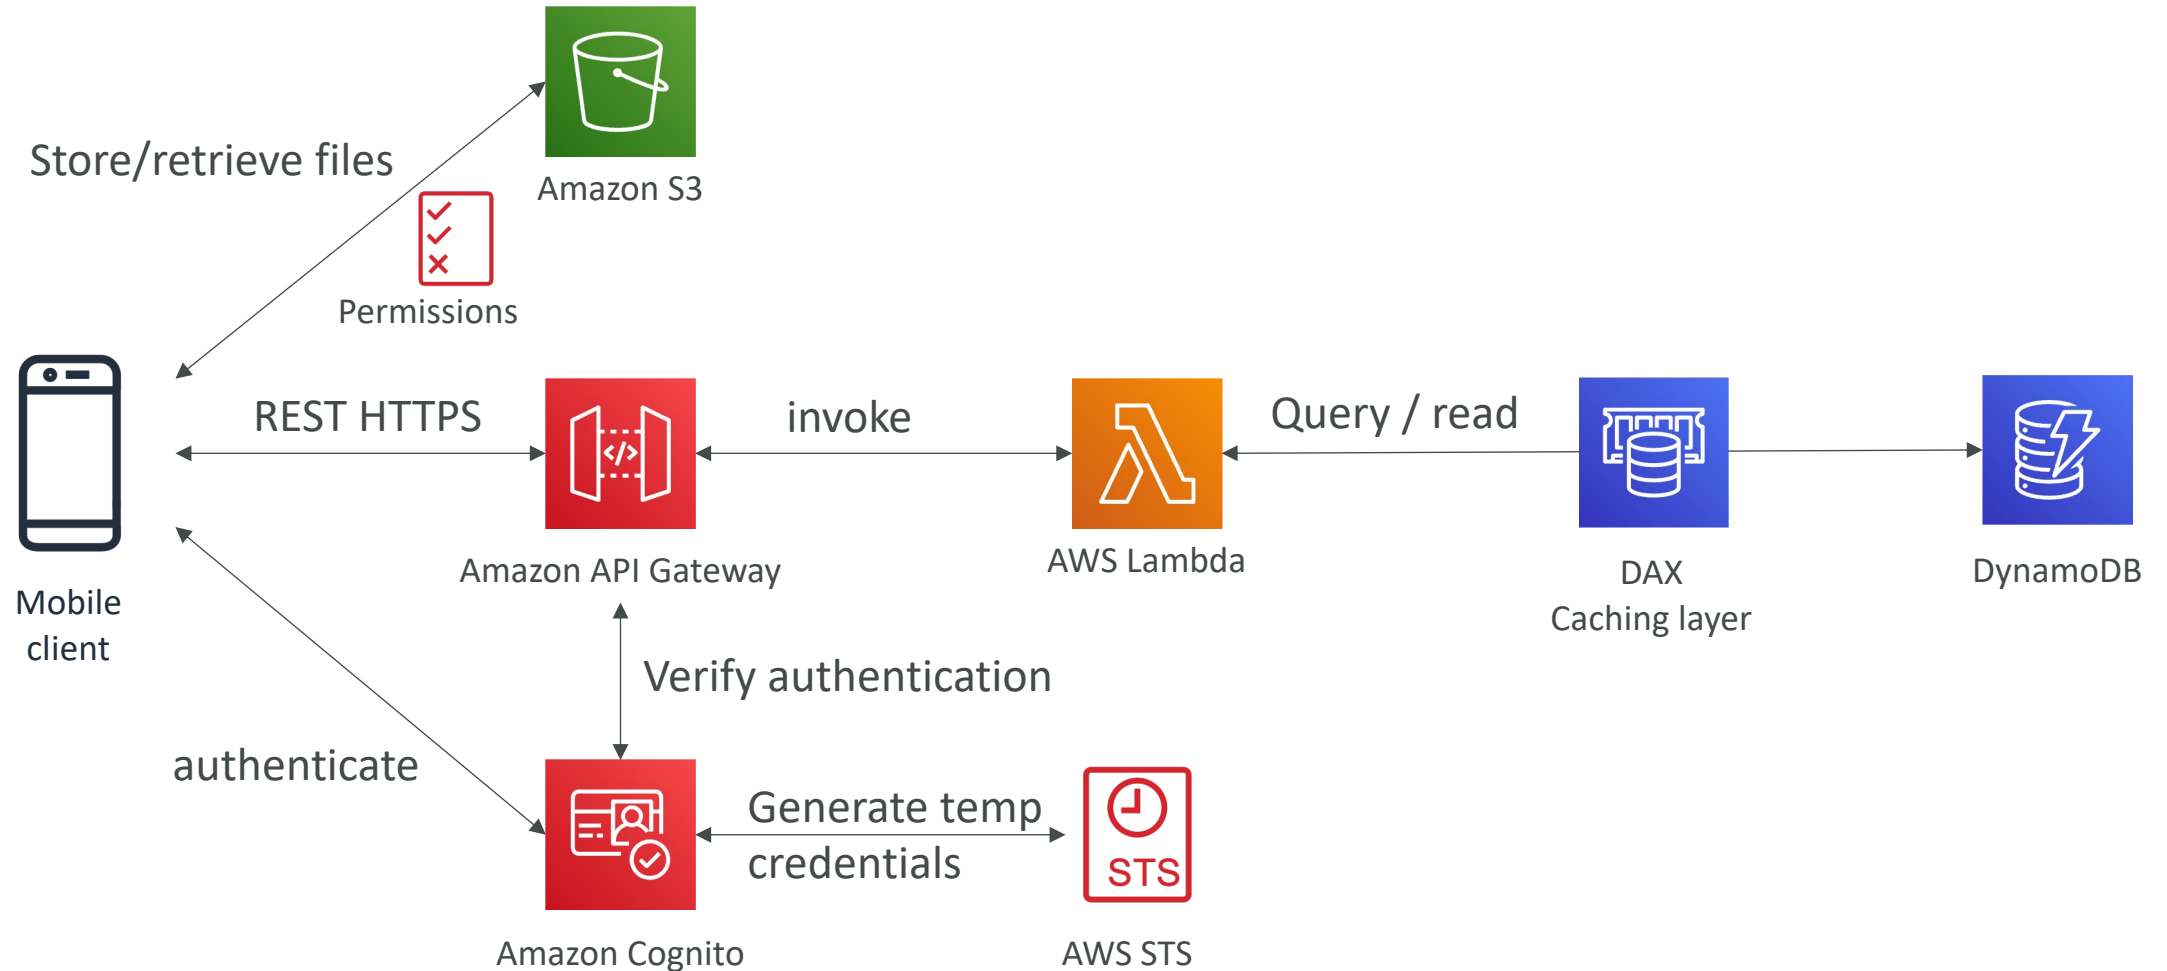 Store/retrieve files
Amazon S3
Permissions
REST HTTPS
invoke
Query / read
Mobile
client
Amazon API Gateway
AWS Lambda
DAX
Caching layer
DynamoDB
Verify authentication
authenticate
Generate temp
credentials
STS
Amazon Cognito
AWS STS